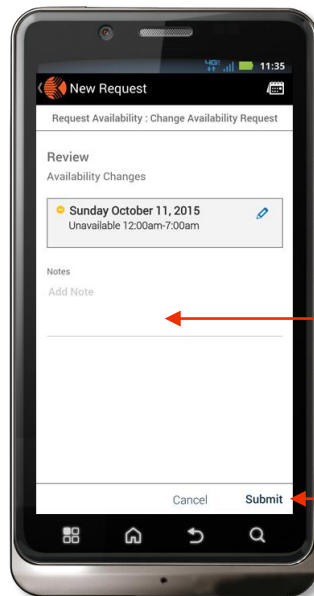 4G 11:35
New Request
Request Availability : Change Availability Request
Review
Availability Changes
Sunday October 11, 2015
Unavailable 12:00am-7:00am
Notes
Add Note
Cancel Submit